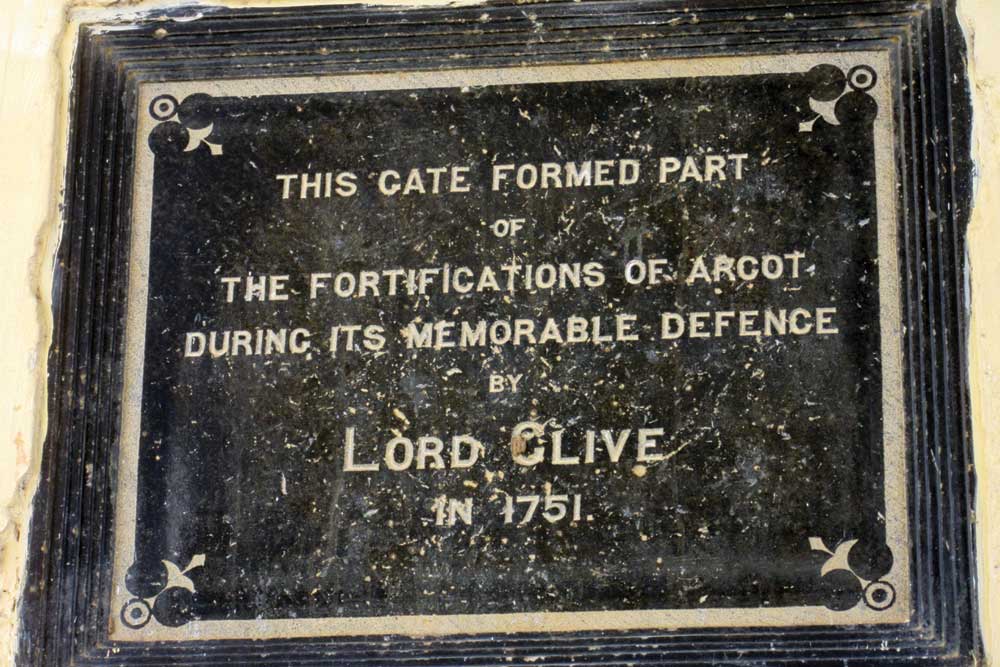 THIS GATE FORMED PART
OF
THE FORTIFICATIONS OF ARCOT
DURING ITS MEMORABLE DEFENCE
BY
LORD CLIVE
IN 1751.